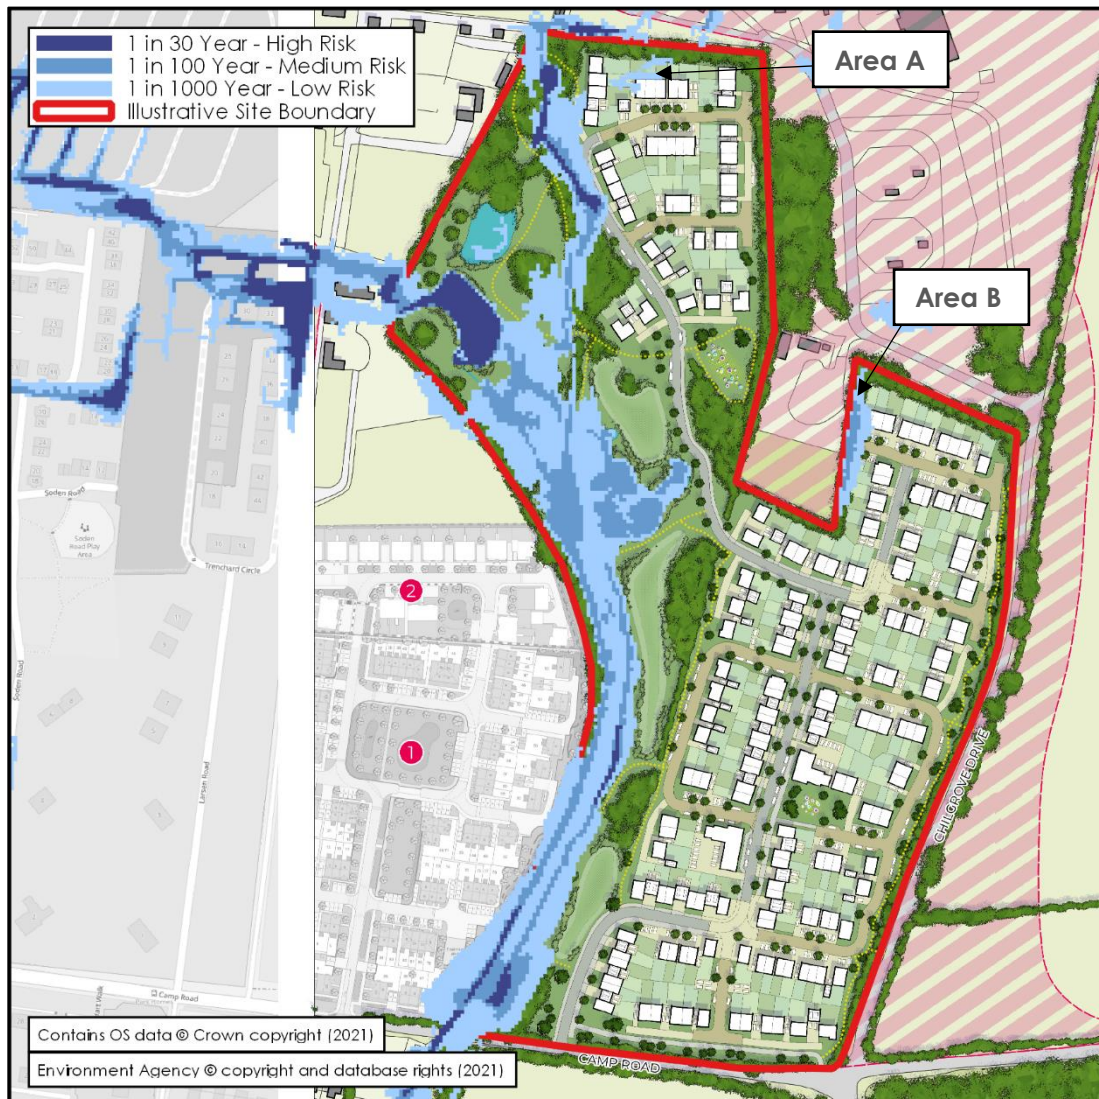 1 in 30 Year - High Risk
1 in 100 Year - Medium Risk
1 in 1000 Year - Low Risk
Illustrative Site Boundary
Area A
Area B
Soden Road
Soden
Road Play
Area
Trenchard Circle
2
Soden Road
Larsen Road
1
CHILGROVE DRIVE
Camp Road
Contains OS data © Crown copyright (2021)
Environment Agency © copyright and database rights (2021)
CAMP ROAD